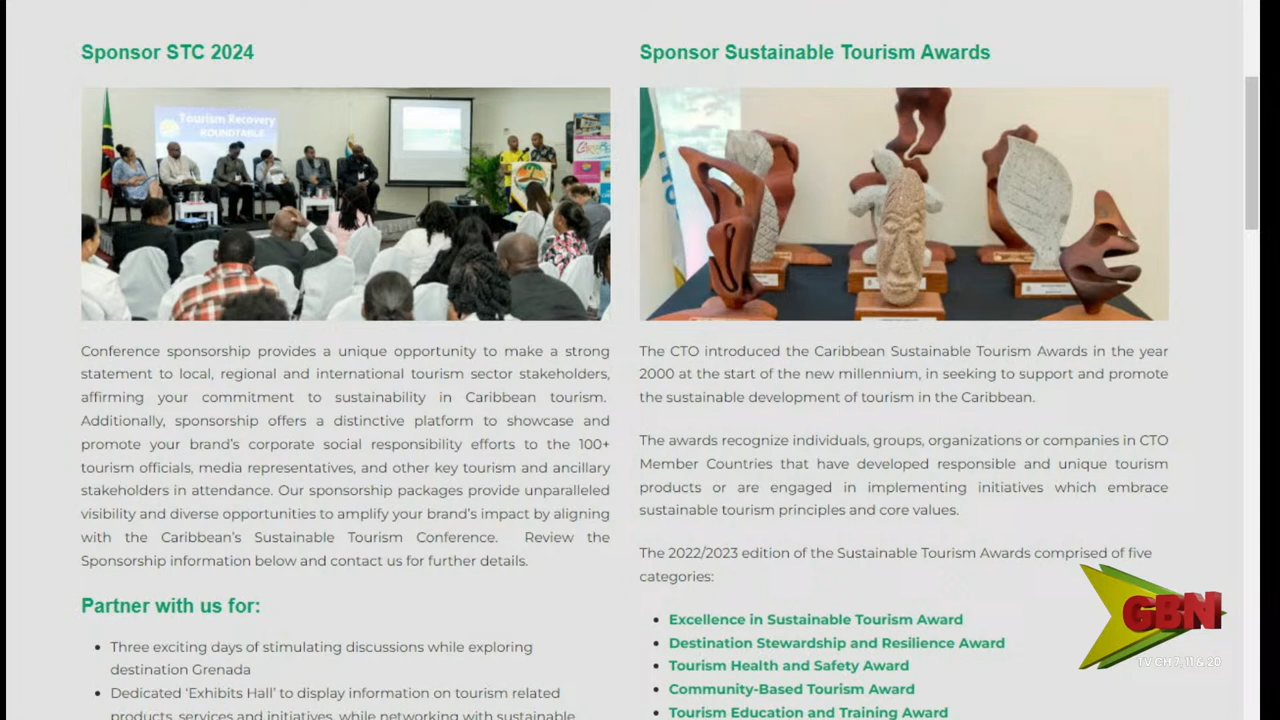 Sponsor STC 2024
Tourism Recovery
ROUNDTABLE
Conference sponsorship provides a unique opportunity to make a strong
statement to local, regional and international tourism sector stakeholders,
affirming your commitment to sustainability in Caribbean tourism.
Additionally, sponsorship offers a distinctive platform to showcase and
promote your brand’s corporate social responsibility efforts to the 100+
tourism officials, media representatives, and other key tourism and ancillary
stakeholders in attendance. Our sponsorship packages provide unparalleled
visibility and diverse opportunities to amplify your brand’s impact by aligning
with the Caribbean’s Sustainable Tourism Conference. Review the
Sponsorship information below and contact us for further details.
Partner with us for:
• Three exciting days of stimulating discussions while exploring
destination Grenada
• Dedicated ‘Exhibits Hall’ to display information on tourism related
products, services and initiatives, while networking with sustainable
Sponsor Sustainable Tourism Awards
The CTO introduced the Caribbean Sustainable Tourism Awards in the year
2000 at the start of the new millennium, in seeking to support and promote
the sustainable development of tourism in the Caribbean.
The awards recognize individuals, groups, organizations or companies in CTO
Member Countries that have developed responsible and unique tourism
products or are engaged in implementing initiatives which embrace
sustainable tourism principles and core values.
The 2022/2023 edition of the Sustainable Tourism Awards comprised of five
categories:
• Excellence in Sustainable Tourism Award
• Destination Stewardship and Resilience Award
• Tourism Health and Safety Award
• Community-Based Tourism Award
• Tourism Education and Training Award
GBN
TV CH 7, 11 & 20